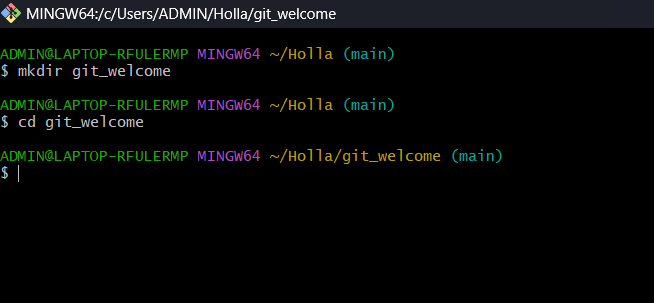 MINGW64:/c/Users/ADMIN/Holla/git_welcome
ADMIN@LAPTOP-RFULERMP MINGW64 ~/Holla (main)
$ mkdir git_welcome
ADMIN@LAPTOP-RFULERMP MINGW64 ~/Holla (main)
$ cd git_welcome
ADMIN@LAPTOP-RFULERMP MINGW64 ~/Holla/git_welcome (main)
$